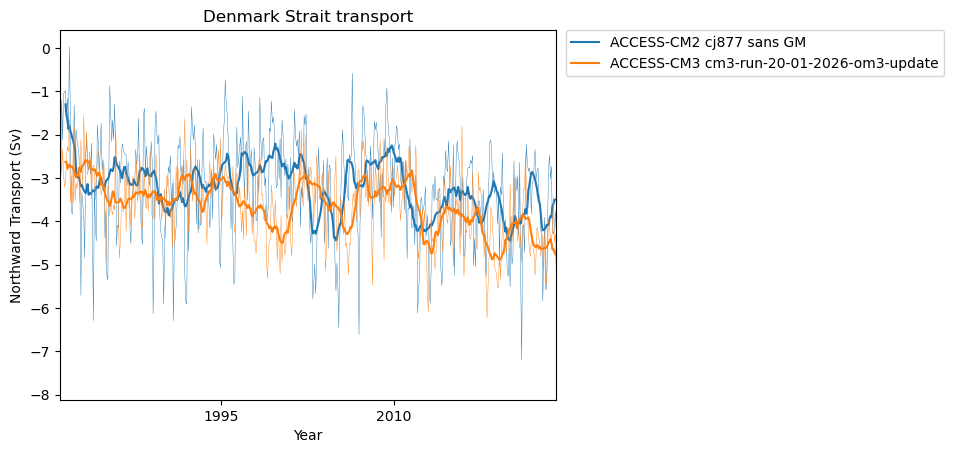 Denmark Strait transport
ACCESS-CM2 cj877 sans GM
ACCESS-CM3 cm3-run-20-01-2026-om3-update
Northward Transport (Sv)
0
−1
−2
−3
−4
−5
−6
−7
−8
1995
2010
Year